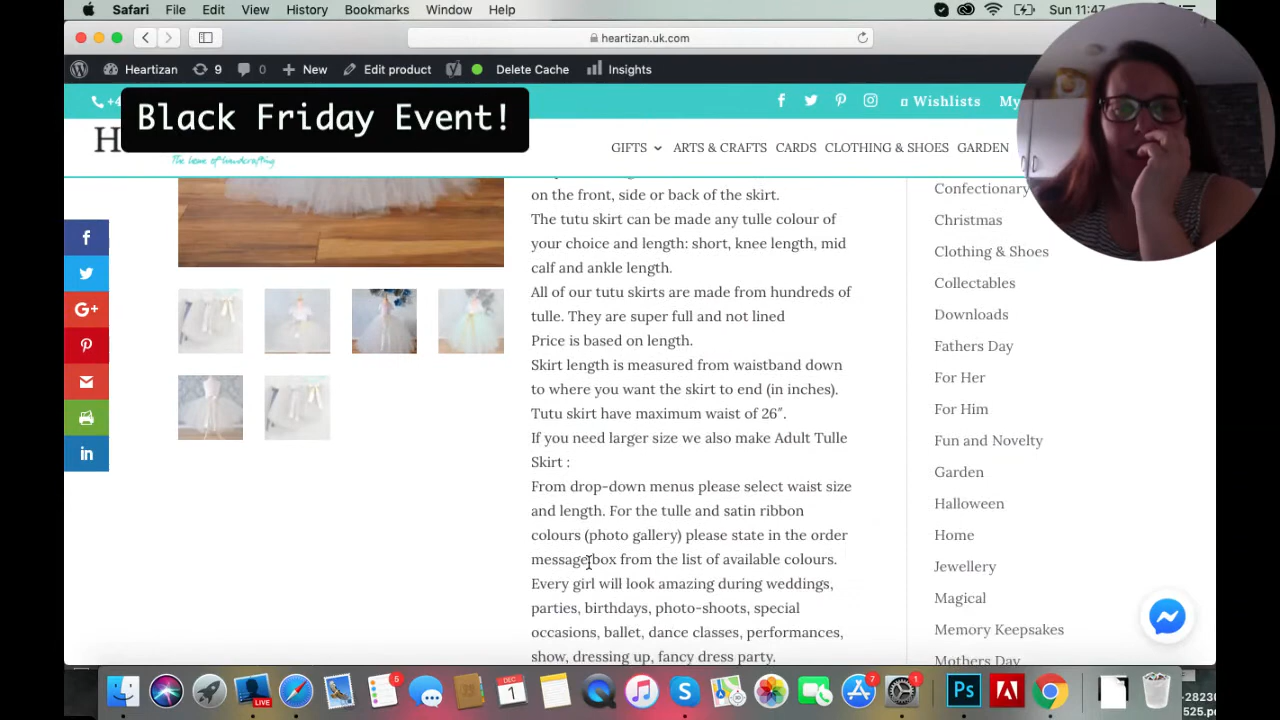 Safari File Edit View History Bookmarks Window Help Sun 11:47
heartizan.uk.com
Heartizan 9 0 New Edit product Delete Cache Insights
Black Friday Event!
Wishlists My
The home of handcrafting
GIFTS ARTS & CRAFTS CARDS CLOTHING & SHOES GARDEN
on the front, side or back of the skirt.
The tutu skirt can be made any tulle colour of
your choice and length: short, knee length, mid
calf and ankle length.
All of our tutu skirts are made from hundreds of
tulle. They are super full and not lined
Price is based on length.
Skirt length is measured from waistband down
to where you want the skirt to end (in inches).
Tutu skirt have maximum waist of 26″.
If you need larger size we also make Adult Tulle
Skirt :
From drop-down menus please select waist size
and length. For the tulle and satin ribbon
colours (photo gallery) please state in the order
message box from the list of available colours.
Every girl will look amazing during weddings,
parties, birthdays, photo-shoots, special
occasions, ballet, dance classes, performances,
show, dressing up, fancy dress party.
Confectionary
Christmas
Clothing & Shoes
Collectables
Downloads
Fathers Day
For Her
For Him
Fun and Novelty
Garden
Halloween
Home
Jewellery
Magical
Memory Keepsakes
Mothers Day
f
G+
in
LIVE
5
DEC
1
7
1
Ps
-28230
525.p